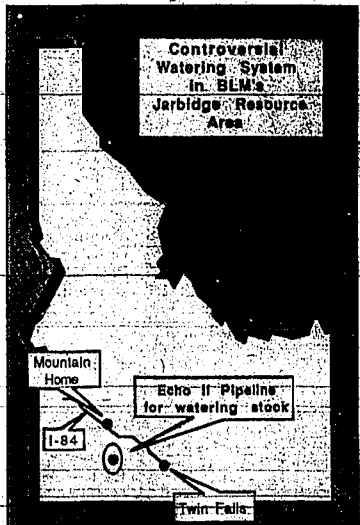 Controversial
Watering System
in BLM's
Jarbidge Resource
Area
Mountain
Home
Echo II Pipeline
for watering stock
I-84
Twin Falls